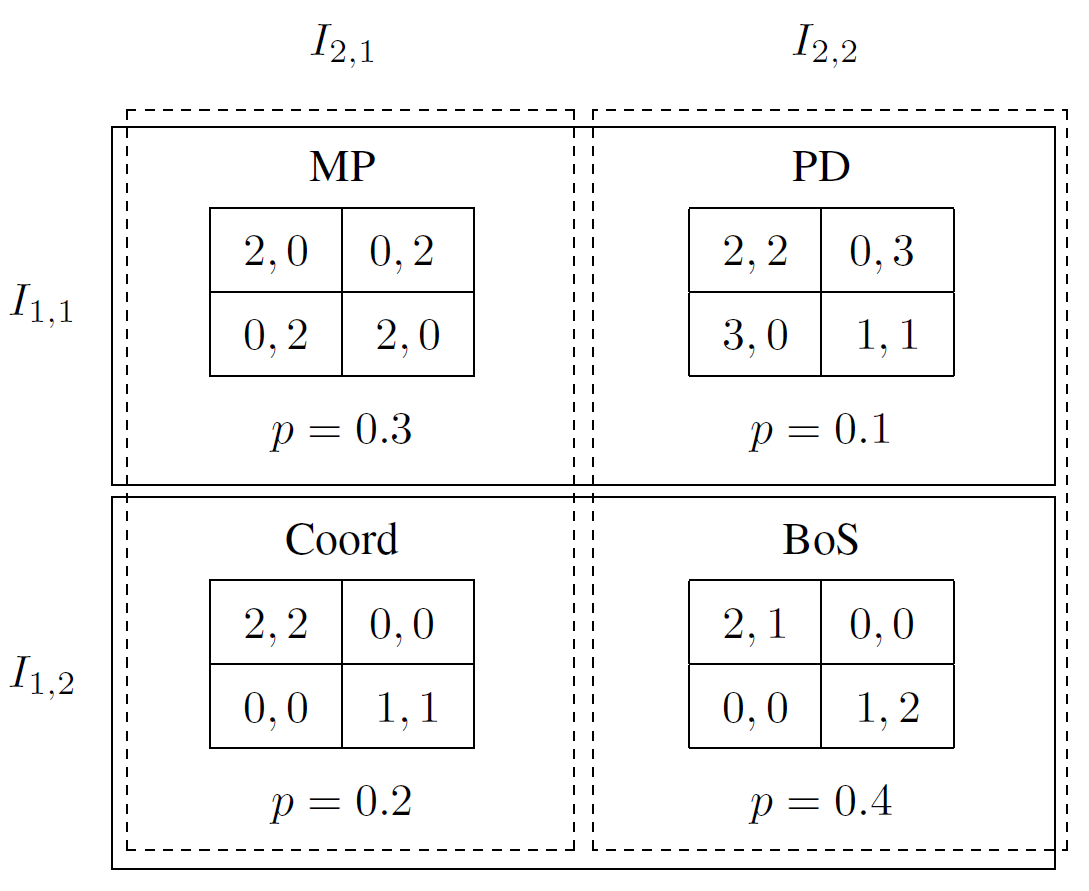 I2,1 I2,2
MP PD
2, 0 0, 2 2, 2 0, 3
I1,1
0, 2 2, 0 3, 0 1, 1
p = 0.3 p = 0.1
Coord BoS
2, 2 0, 0 2, 1 0, 0
I1,2
0, 0 1, 1 0, 0 1, 2
p = 0.2 p = 0.4